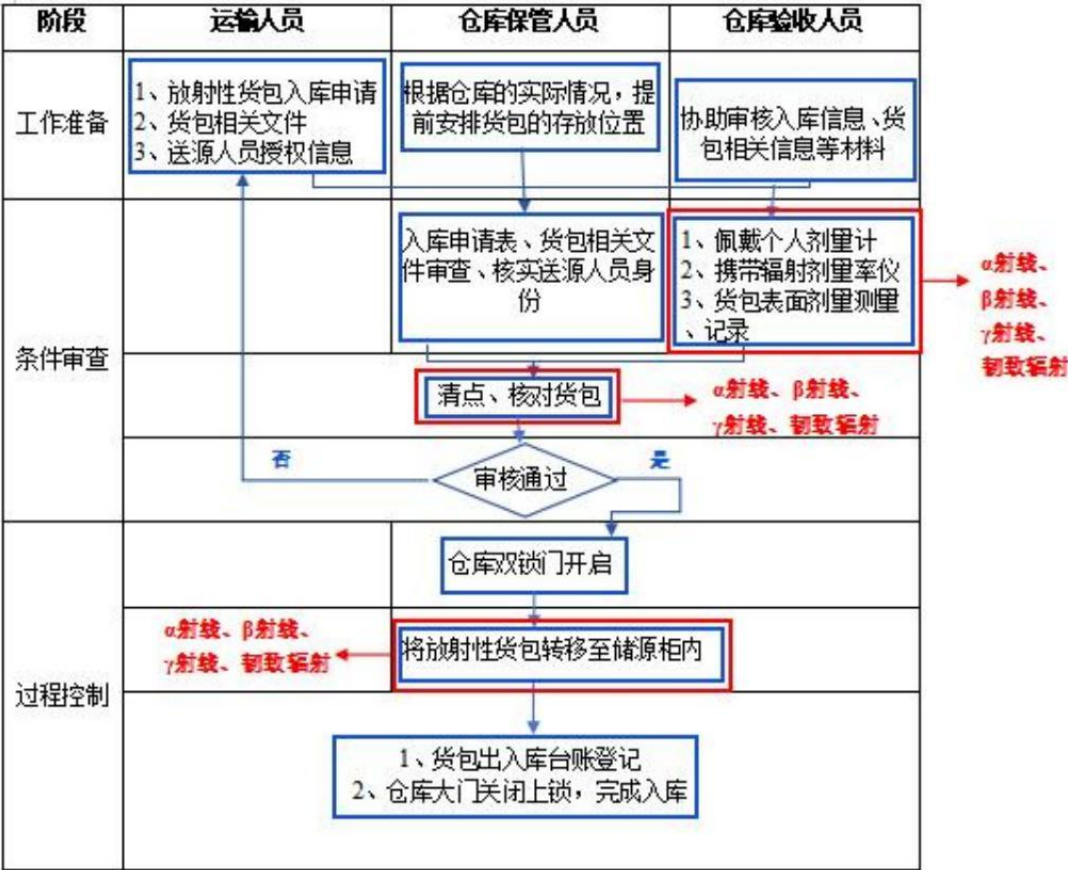 阶段
运输人员
仓库保管人员
仓库验收人员
工作准备
1、放射性货包入库申请
2、货包相关文件
3、送源人员授权信息
根据仓库的实际情况，提
前安排货包的存放位置
协助审核入库信息、货
包相关信息等材料
条件审查
入库申请表、货包相关文
件审查、核实送源人员身
份
1、佩戴个人剂量计
2、携带辐射剂量率仪
3、货包表面剂量测量
、记录
α射线、
β射线、
γ射线、
轫致辐射
清点、核对货包
α射线、β射线、
γ射线、轫致辐射
否
审核通过
是
过程控制
仓库双锁门开启
α射线、β射线、
γ射线、轫致辐射
将放射性货包转移至储源柜内
1、货包出入库台账登记
2、仓库大门关闭上锁，完成入库